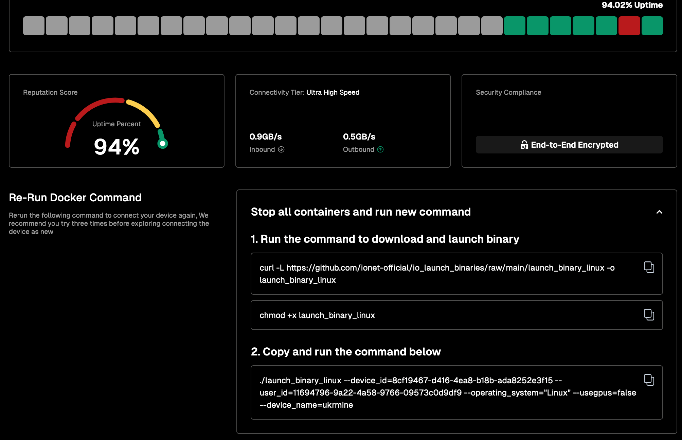 94.02% Uptime
Reputation Score
Uptime Percent
94%
Connectivity Tier: Ultra High Speed
0.9GB/s
Inbound
0.5GB/s
Outbound
Security Compliance
End-to-End Encrypted
Re-Run Docker Command
Rerun the following command to connect your device again, We
recommend you try three times before exploring connecting the
device as new
Stop all containers and run new command
1. Run the command to download and launch binary
curl -L https://github.com/ionet-official/io_launch_binaries/raw/main/launch_binary_linux -o
launch_binary_linux
chmod +x launch_binary_linux
2. Copy and run the command below
./launch_binary_linux --device_id=8cf19467-d416-4ea8-b18b-ada8252e3f15 --
user_id=11694796-9a22-4a58-9766-09573c0d9df9 --operating_system="Linux" --usegpus=false
--device_name=ukrmine